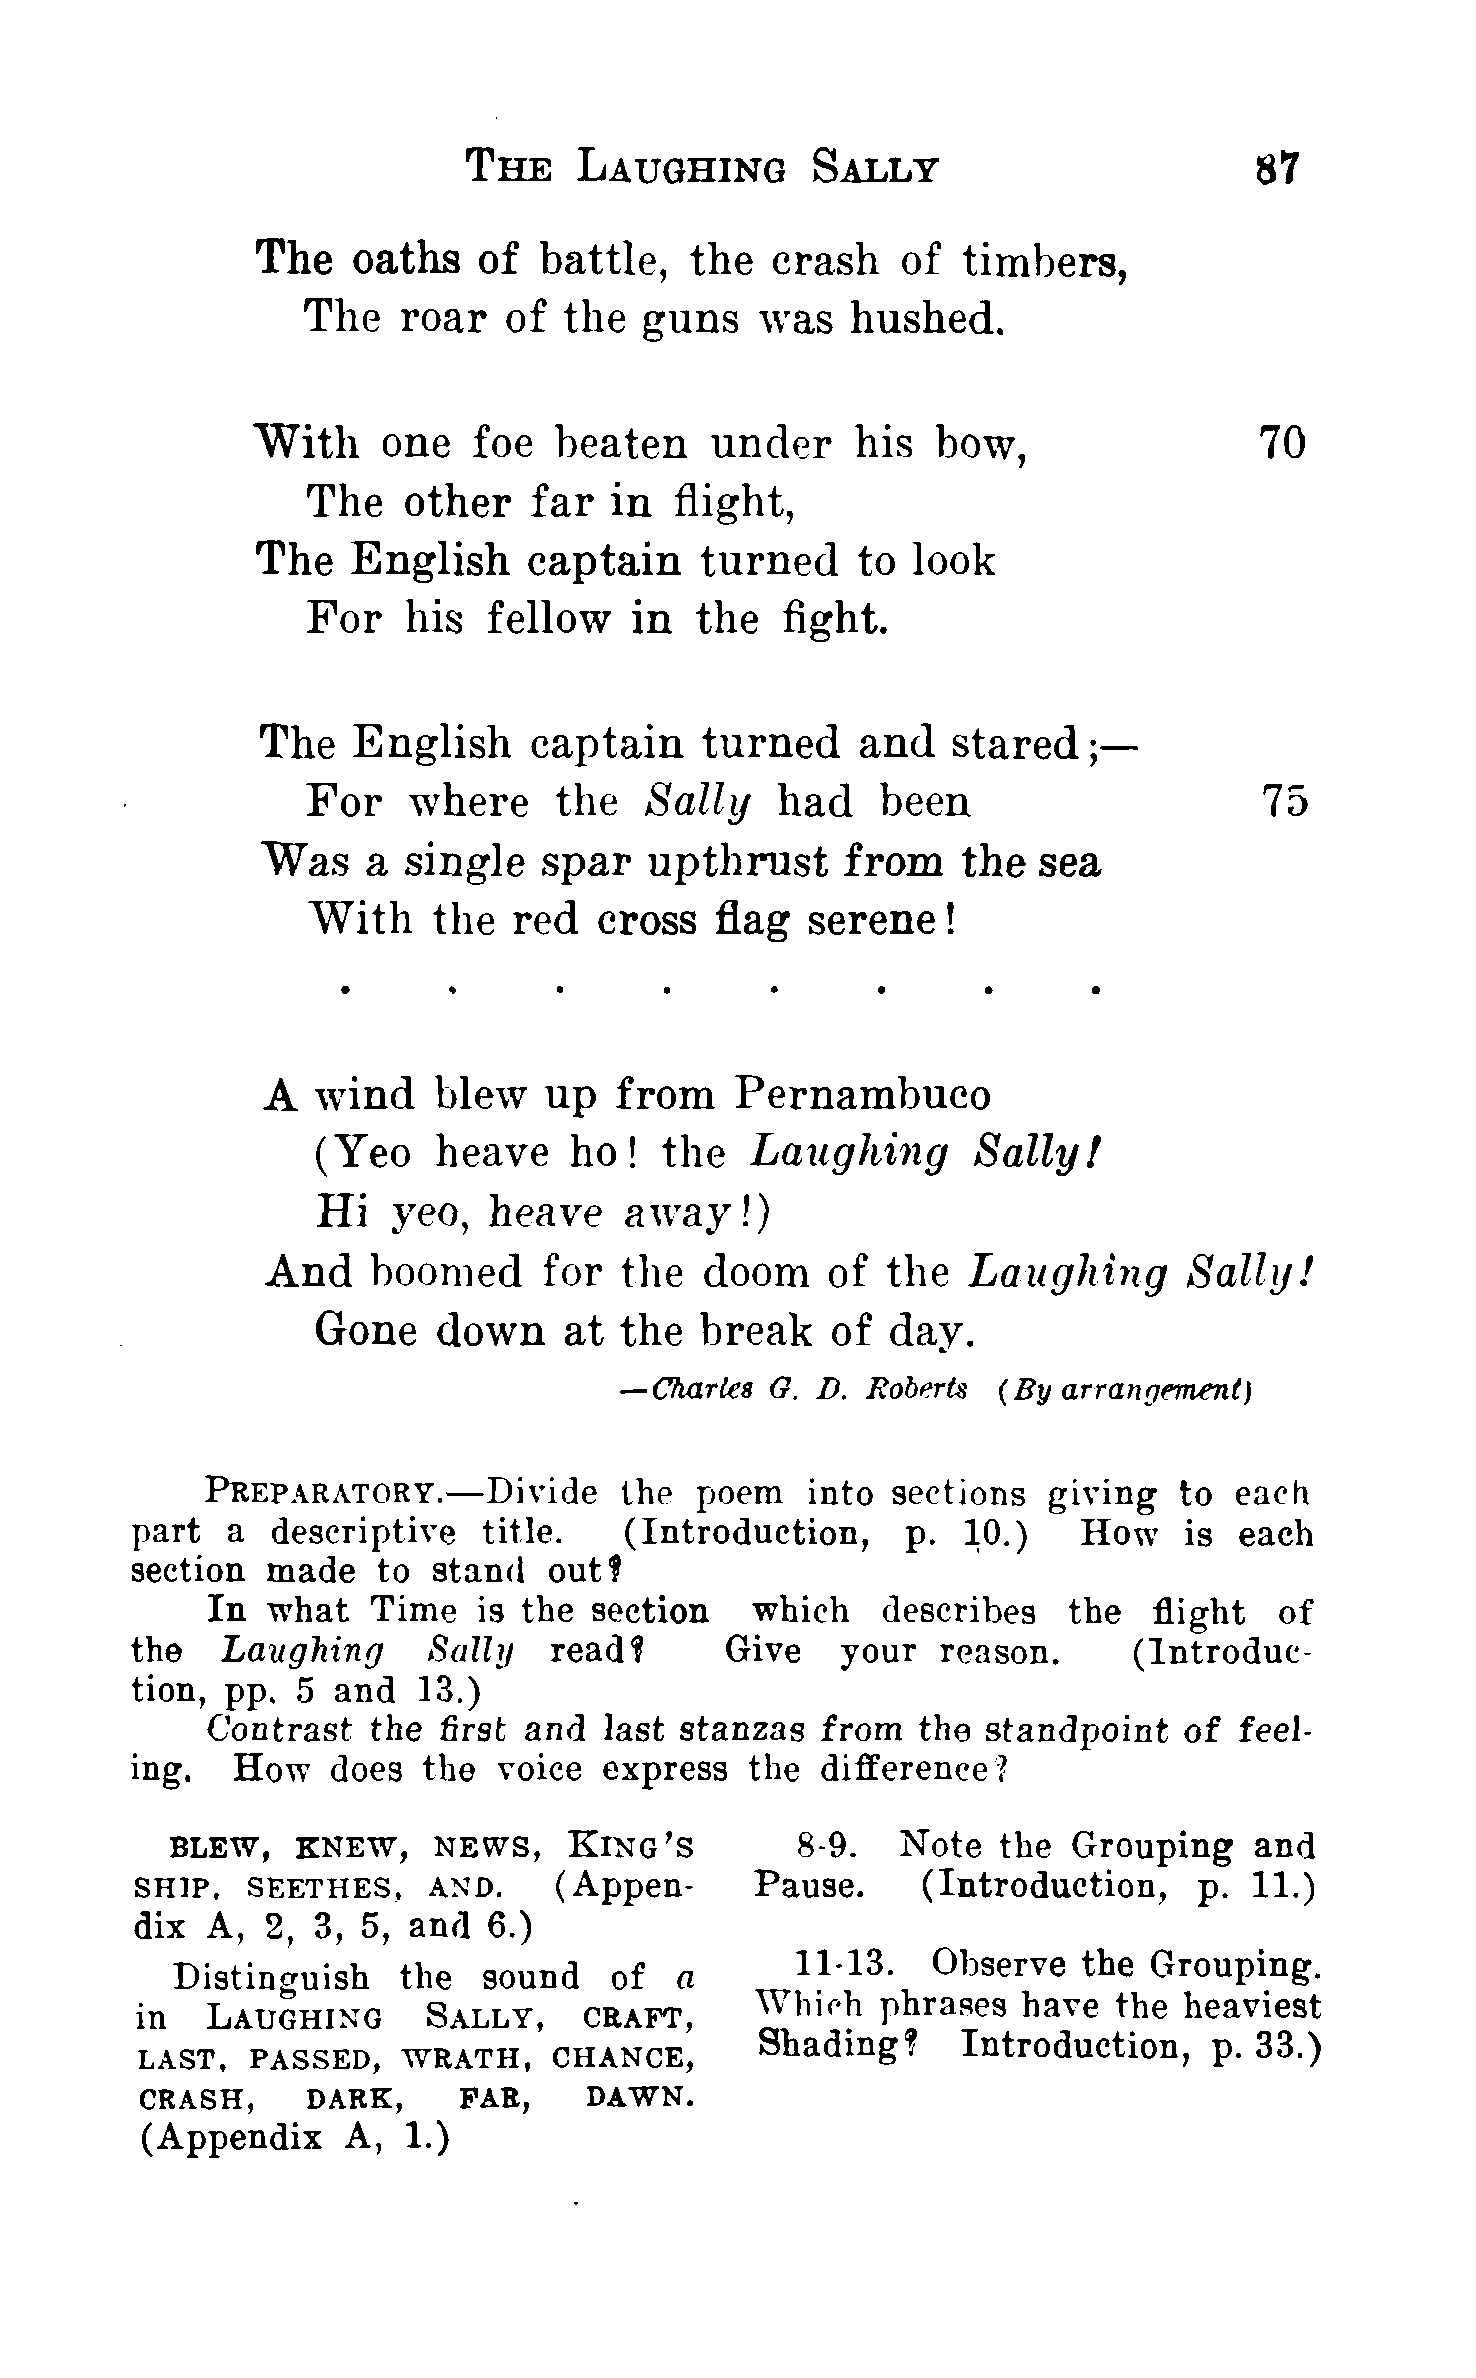 THE LAUGHING SALLY 87
The oaths of battle, the crash of timbers,
The roar of the guns was hushed.
With one foe beaten under his bow, 70
The other far in flight,
The English captain turned to look
For his fellow in the fight.
The English captain turned and stared;—
For where the Sally had been 75
Was a single spar upthrust from the sea
With the red cross flag serene!
. . . . . . . .
A wind blew up from Pernambuco
(Yeo heave ho! the Laughing Sally!
Hi yeo, heave away!)
And boomed for the doom of the Laughing Sally!
Gone down at the break of day.
—Charles G. D. Roberts (By arrangement)
PREPARATORY.—Divide the poem into sections giving to each
part a descriptive title. (Introduction, p. 10.) How is each
section made to stand out?
In what Time is the section which describes the flight of
the Laughing Sally read? Give your reason. (Introduc-
tion, pp. 5 and 13.)
Contrast the first and last stanzas from the standpoint of feel-
ing. How does the voice express the difference?
BLEW, KNEW, NEWS, KING'S
SHIP, SEETHES, AND. (Appen-
dix A, 2, 3, 5, and 6.)
Distinguish the sound of a
in LAUGHING SALLY, CRAFT,
LAST, PASSED, WRATH, CHANCE,
CRASH, DARK, FAR, DAWN.
(Appendix A, 1.)
8-9. Note the Grouping and
Pause. (Introduction, p. 11.)
11-13. Observe the Grouping.
Which phrases have the heaviest
Shading? Introduction, p. 33.)